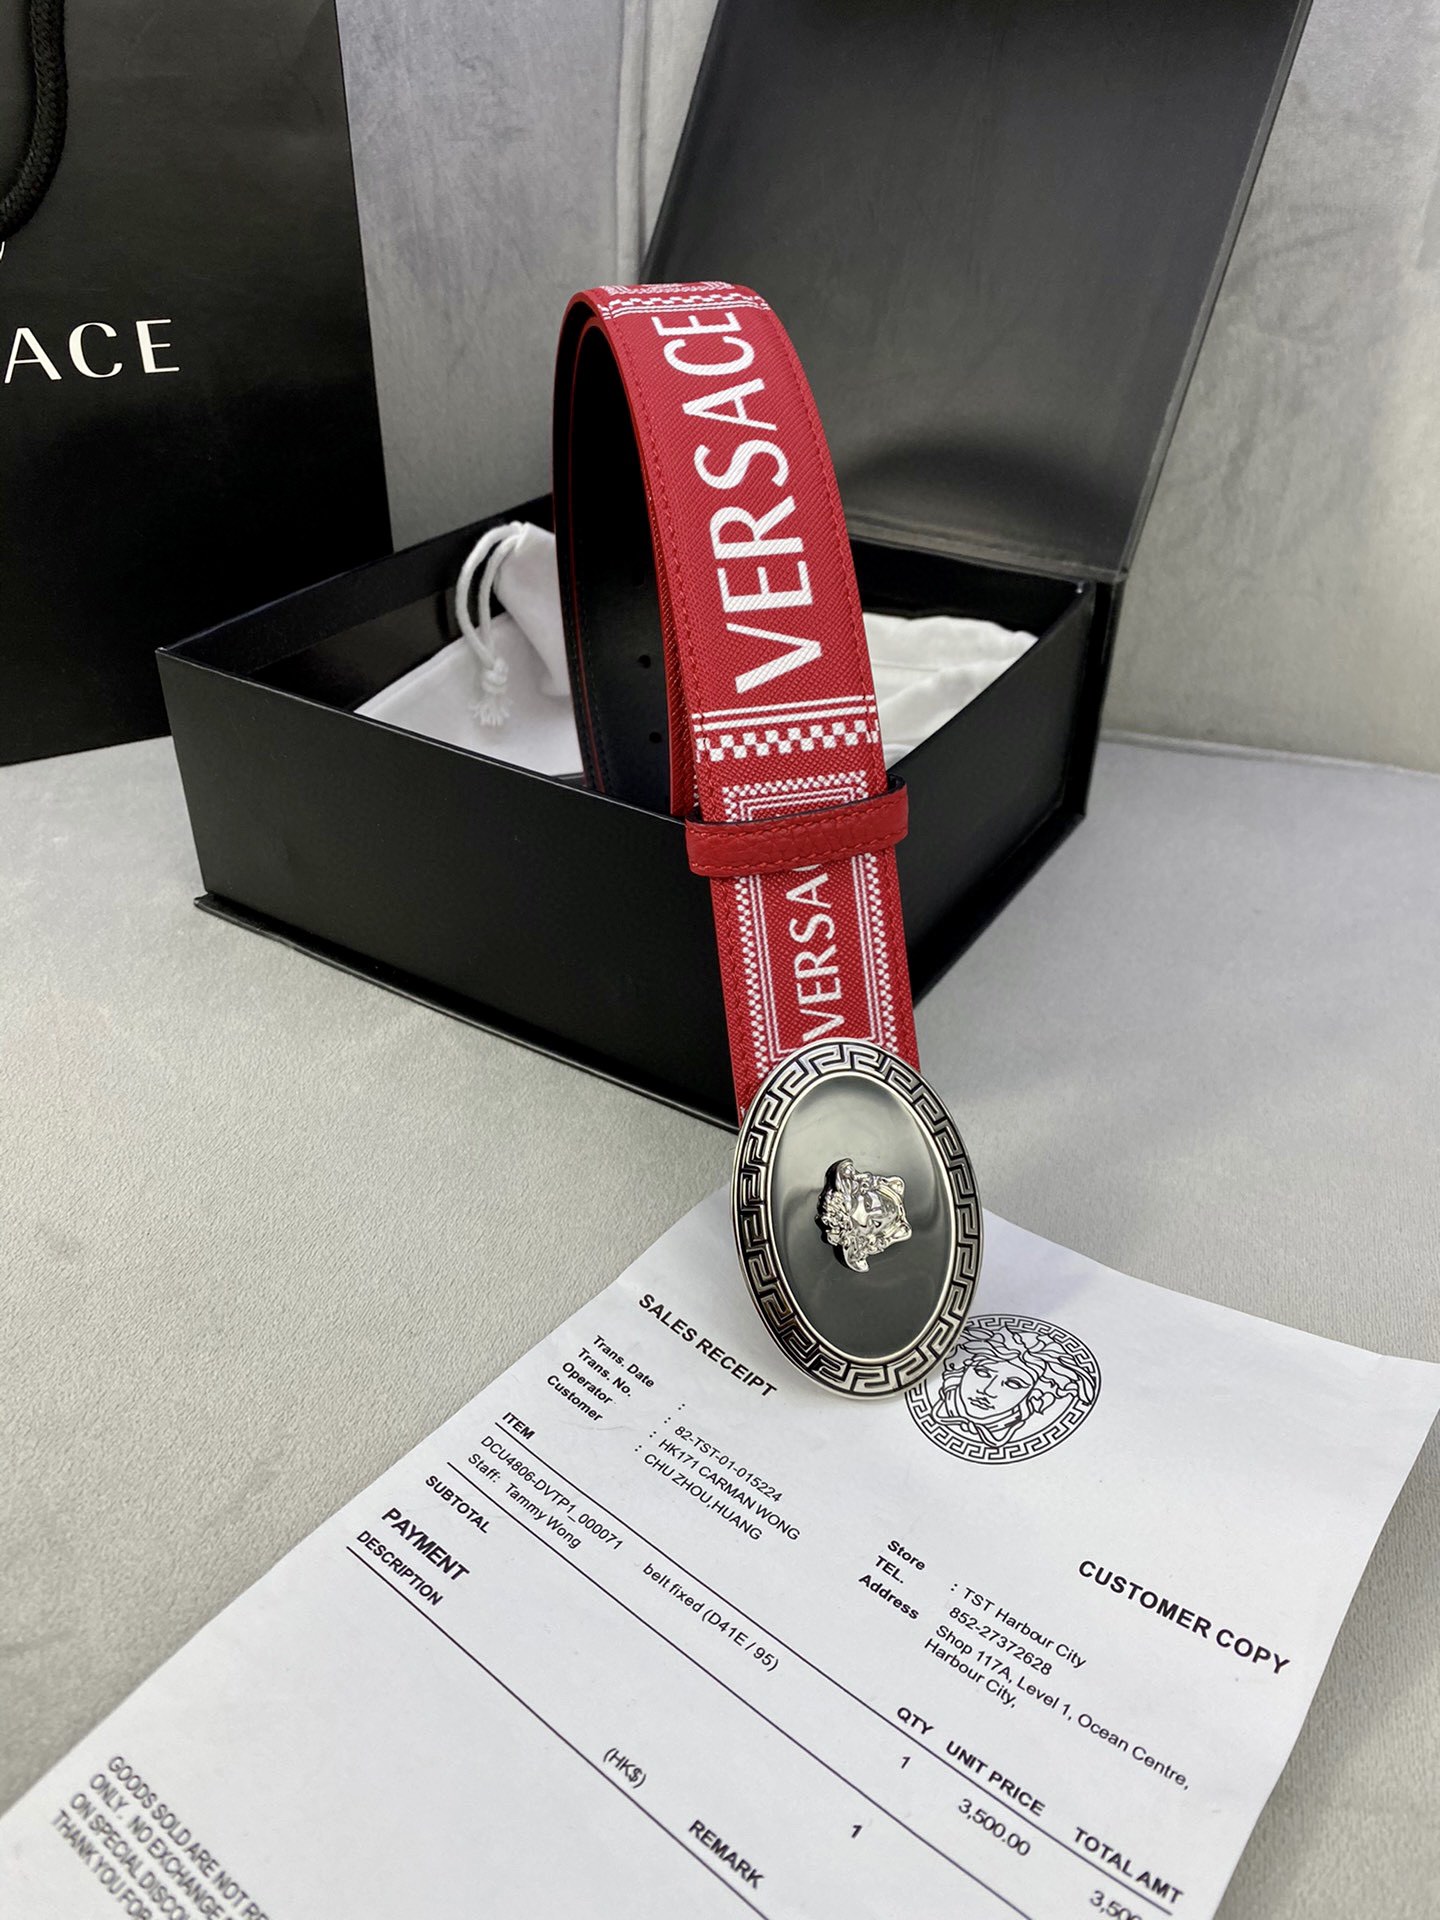 ACE
VERSACE
VERSA
SALES RECEIPT
Trans. Date :
Trans. No. : 82-TST-01-015224
Operator : HK171 CARMAN WONG
Customer : CHU ZHOU,HUANG
CUSTOMER COPY
Store : TST Harbour City
TEL. 852-27372628
Address Shop 117A, Level 1, Ocean Centre,
Harbour City,
ITEM QTY UNIT PRICE TOTAL AMT
DCU4806-DVTP1_000071 belt fixed (D41E / 95) 1 3,500.00 3,500
Staff: Tammy Wong
SUBTOTAL 1
PAYMENT
DESCRIPTION (HK$) REMARK
GOODS SOLD ARE NOT RE
ONLY. NO EXCHANGE
ON SPECIAL DISCO
THANK YOU FOR